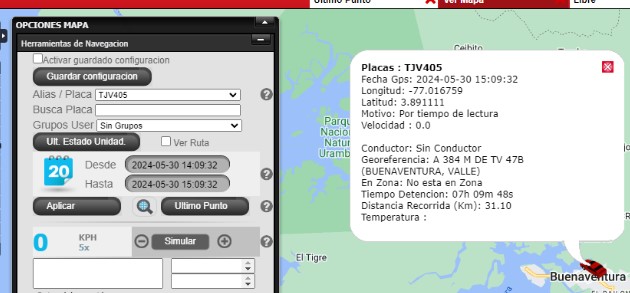 Ultimo Punto
Ver Mapa
Libre
OPCIONES MAPA
Herramientas de Navegacion
Activar guardado configuracion
Guardar configuracion
Alias / Placa TJV405
Busca Placa
Grupos User Sin Grupos
Ult. Estado Unidad.
Ver Ruta
20
Desde 2024-05-30 14:09:32
Hasta 2024-05-30 15:09:32
Aplicar
Ultimo Punto
0
KPH
5x
Simular
Ceibito
Parqu
Nacio
Natur
Uramb
El Tigre
Buenaventura
Placas : TJV405
Fecha Gps: 2024-05-30 15:09:32
Longitud: -77.016759
Latitud: 3.891111
Motivo: Por tiempo de lectura
Velocidad : 0.0
Conductor: Sin Conductor
Georeferencia: A 384 M DE TV 47B
(BUENAVENTURA, VALLE)
En Zona: No esta en Zona
Tiempo Detencion: 07h 09m 48s
Distancia Recorrida (Km): 31.10
Temperatura :